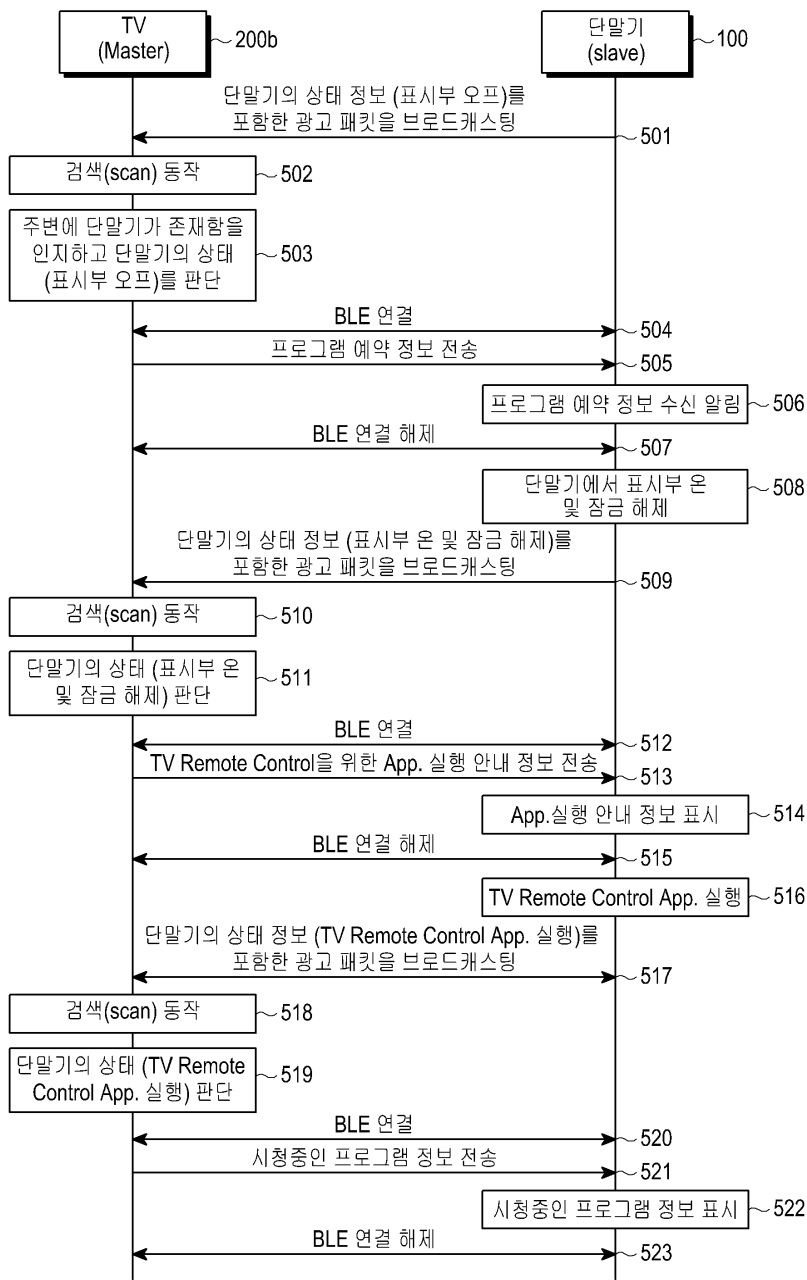 TV
(Master)
200b
단말기
(slave)
100
단말기의 상태 정보 (표시부 오프)를
포함한 광고 패킷을 브로드캐스팅
501
검색(scan) 동작
502
주변에 단말기가 존재함을
인지하고 단말기의 상태
(표시부 오프)를 판단
503
BLE 연결
504
프로그램 예약 정보 전송
505
프로그램 예약 정보 수신 알림
506
BLE 연결 해제
507
단말기에서 표시부 온
및 잠금 해제
508
단말기의 상태 정보 (표시부 온 및 잠금 해제)를
포함한 광고 패킷을 브로드캐스팅
509
검색(scan) 동작
510
단말기의 상태 (표시부 온
및 잠금 해제) 판단
511
BLE 연결
512
TV Remote Control을 위한 App. 실행 안내 정보 전송
513
App.실행 안내 정보 표시
514
BLE 연결 해제
515
TV Remote Control App. 실행
516
단말기의 상태 정보 (TV Remote Control App. 실행)를
포함한 광고 패킷을 브로드캐스팅
517
검색(scan) 동작
518
단말기의 상태 (TV Remote
Control App. 실행) 판단
519
BLE 연결
520
시청중인 프로그램 정보 전송
521
시청중인 프로그램 정보 표시
522
BLE 연결 해제
523